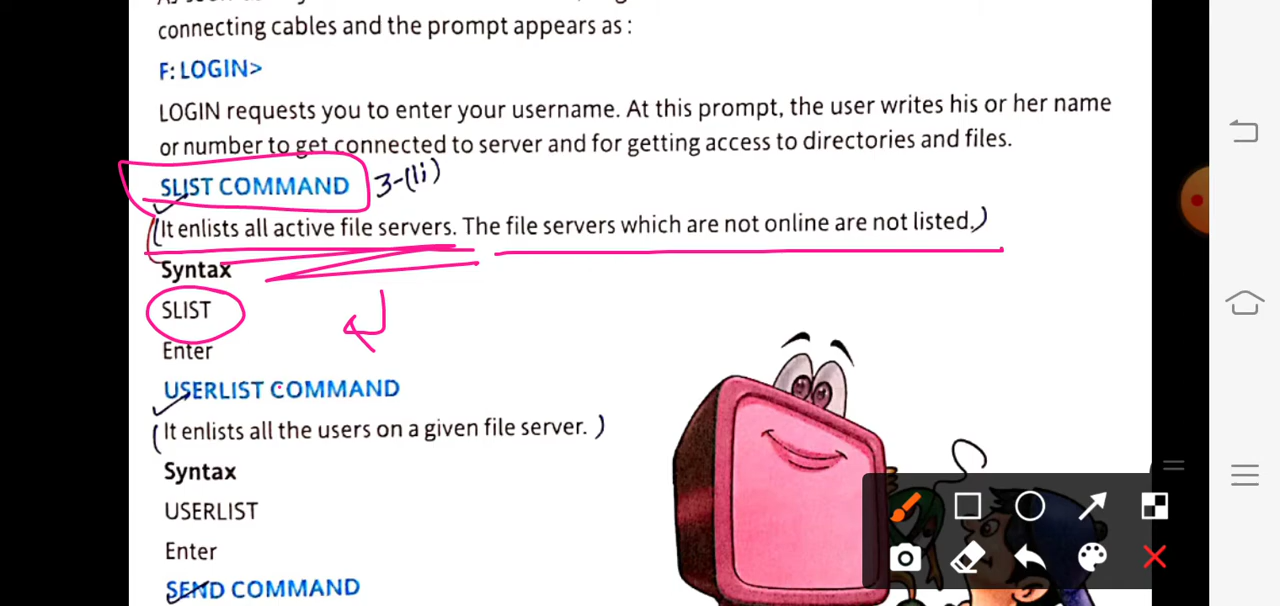 connecting cables and the prompt appears as :
F: LOGIN>
LOGIN requests you to enter your username. At this prompt, the user writes his or her name
or number to get connected to server and for getting access to directories and files.
SLIST COMMAND 3-(ii)
(It enlists all active file servers. The file servers which are not online are not listed.)
Syntax
SLIST
Enter
USERLIST COMMAND
(It enlists all the users on a given file server.)
Syntax
USERLIST
Enter
SEND COMMAND